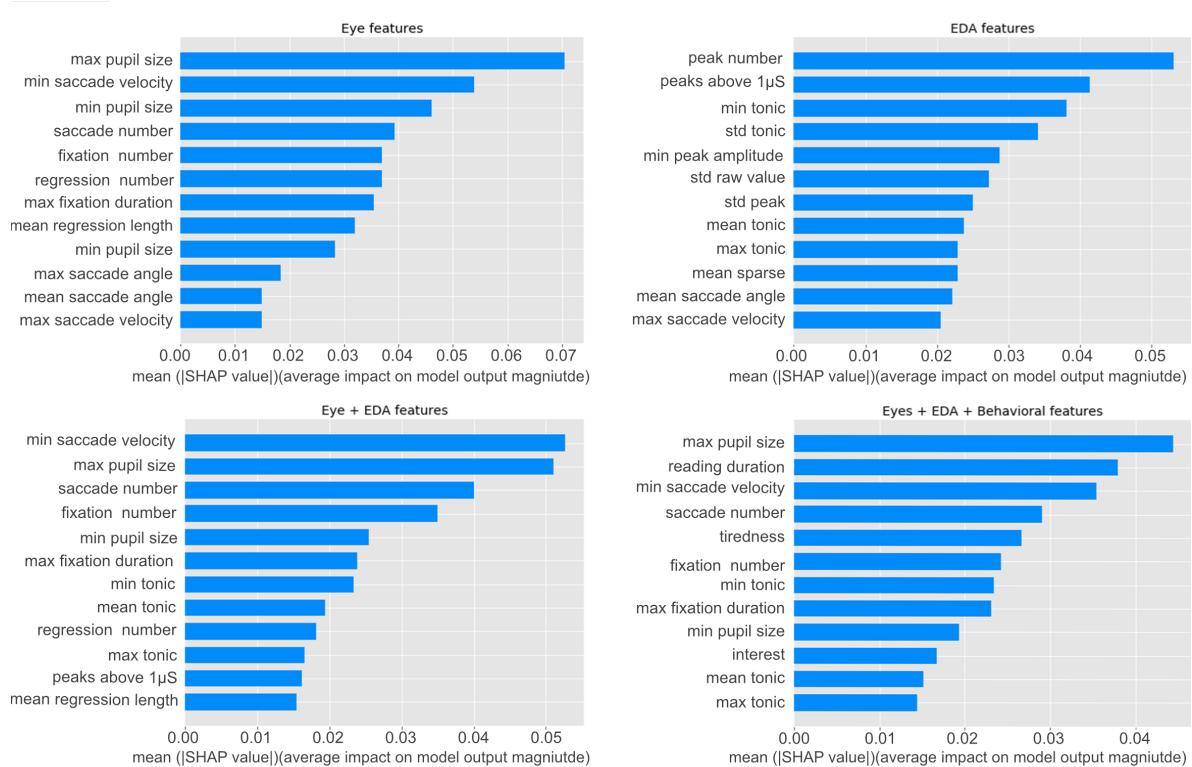 Eye features
max pupil size
min saccade velocity
min pupil size
saccade number
fixation  number
regression  number
max fixation duration
mean regression length
min pupil size
max saccade angle
mean saccade angle
max saccade velocity
0.00 0.01 0.02 0.03 0.04 0.05 0.06 0.07
mean (|SHAP value|)(average impact on model output magniutde)
EDA features
peak number
peaks above 1µS
min tonic
std tonic
min peak amplitude
std raw value
std peak
mean tonic
max tonic
mean sparse
mean saccade angle
max saccade velocity
0.00 0.01 0.02 0.03 0.04 0.05
mean (|SHAP value|)(average impact on model output magniutde)
Eye + EDA features
min saccade velocity
max pupil size
saccade number
fixation  number
min pupil size
max fixation duration
min tonic
mean tonic
regression  number
max tonic
peaks above 1µS
mean regression length
0.00 0.01 0.02 0.03 0.04 0.05
mean (|SHAP value|)(average impact on model output magniutde)
Eyes + EDA + Behavioral features
max pupil size
reading duration
min saccade velocity
saccade number
tiredness
fixation  number
min tonic
max fixation duration
min pupil size
interest
mean tonic
max tonic
0.00 0.01 0.02 0.03 0.04
mean (|SHAP value|)(average impact on model output magniutde)